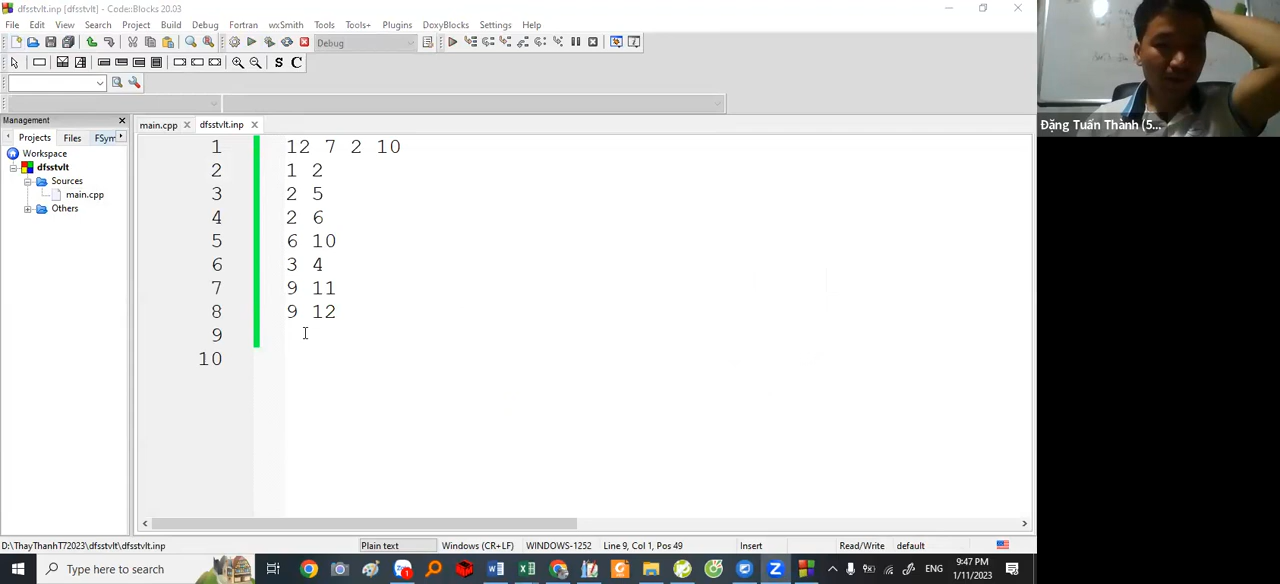 dfsstvlt.inp [dfsstvlt] - Code::Blocks 20.03
File Edit View Search Project Build Debug Fortran wxSmith Tools Tools+ Plugins DoxyBlocks Settings Help
Debug
S C
Management
Projects Files FSym
Workspace
dfsstvlt
Sources
main.cpp
Others
main.cpp dfsstvlt.inp
1 12 7 2 10
2 1 2
3 2 5
4 2 6
5 6 10
6 3 4
7 9 11
8 9 12
9
10
Đặng Tuấn Thành (5...
D:\ThayThanhT72023\dfsstvlt\dfsstvlt.inp Plain text Windows (CR+LF) WINDOWS-1252 Line 9, Col 1, Pos 49 Insert Read/Write default
Type here to search
ENG
9:47 PM
1/11/2023